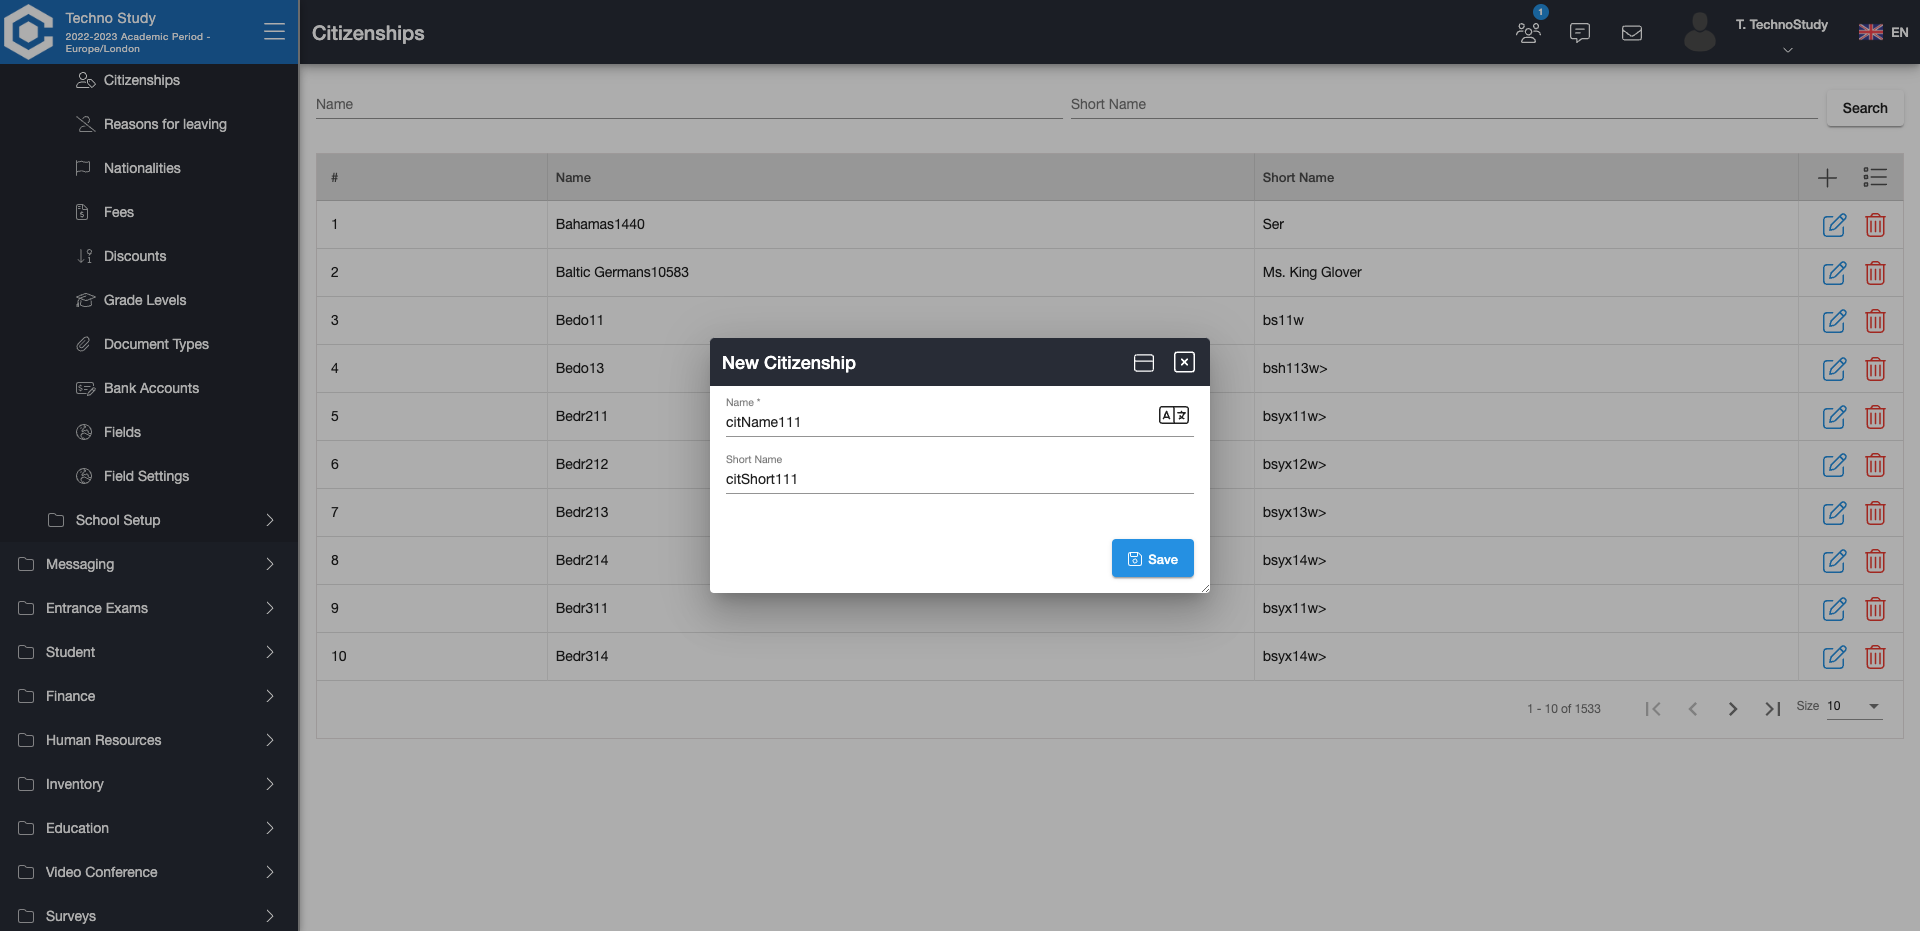 Techno Study
2022-2023 Academic Period -
Europe/London
Citizenships
1
T. TechnoStudy
EN
Citizenships
Reasons for leaving
Nationalities
Fees
Discounts
Grade Levels
Document Types
Bank Accounts
Fields
Field Settings
School Setup
Messaging
Entrance Exams
Student
Finance
Human Resources
Inventory
Education
Video Conference
Surveys
Name
Short Name
Search
# Name Short Name
1 Bahamas1440 Ser
2 Baltic Germans10583 Ms. King Glover
3 Bedo11 bs11w
4 Bedo13 bsh113w>
5 Bedr211 bsyx11w>
6 Bedr212 bsyx12w>
7 Bedr213 bsyx13w>
8 Bedr214 bsyx14w>
9 Bedr311 bsyx11w>
10 Bedr314 bsyx14w>
1 - 10 of 1533
Size 10
New Citizenship
Name *
citName111
Short Name
citShort111
Save